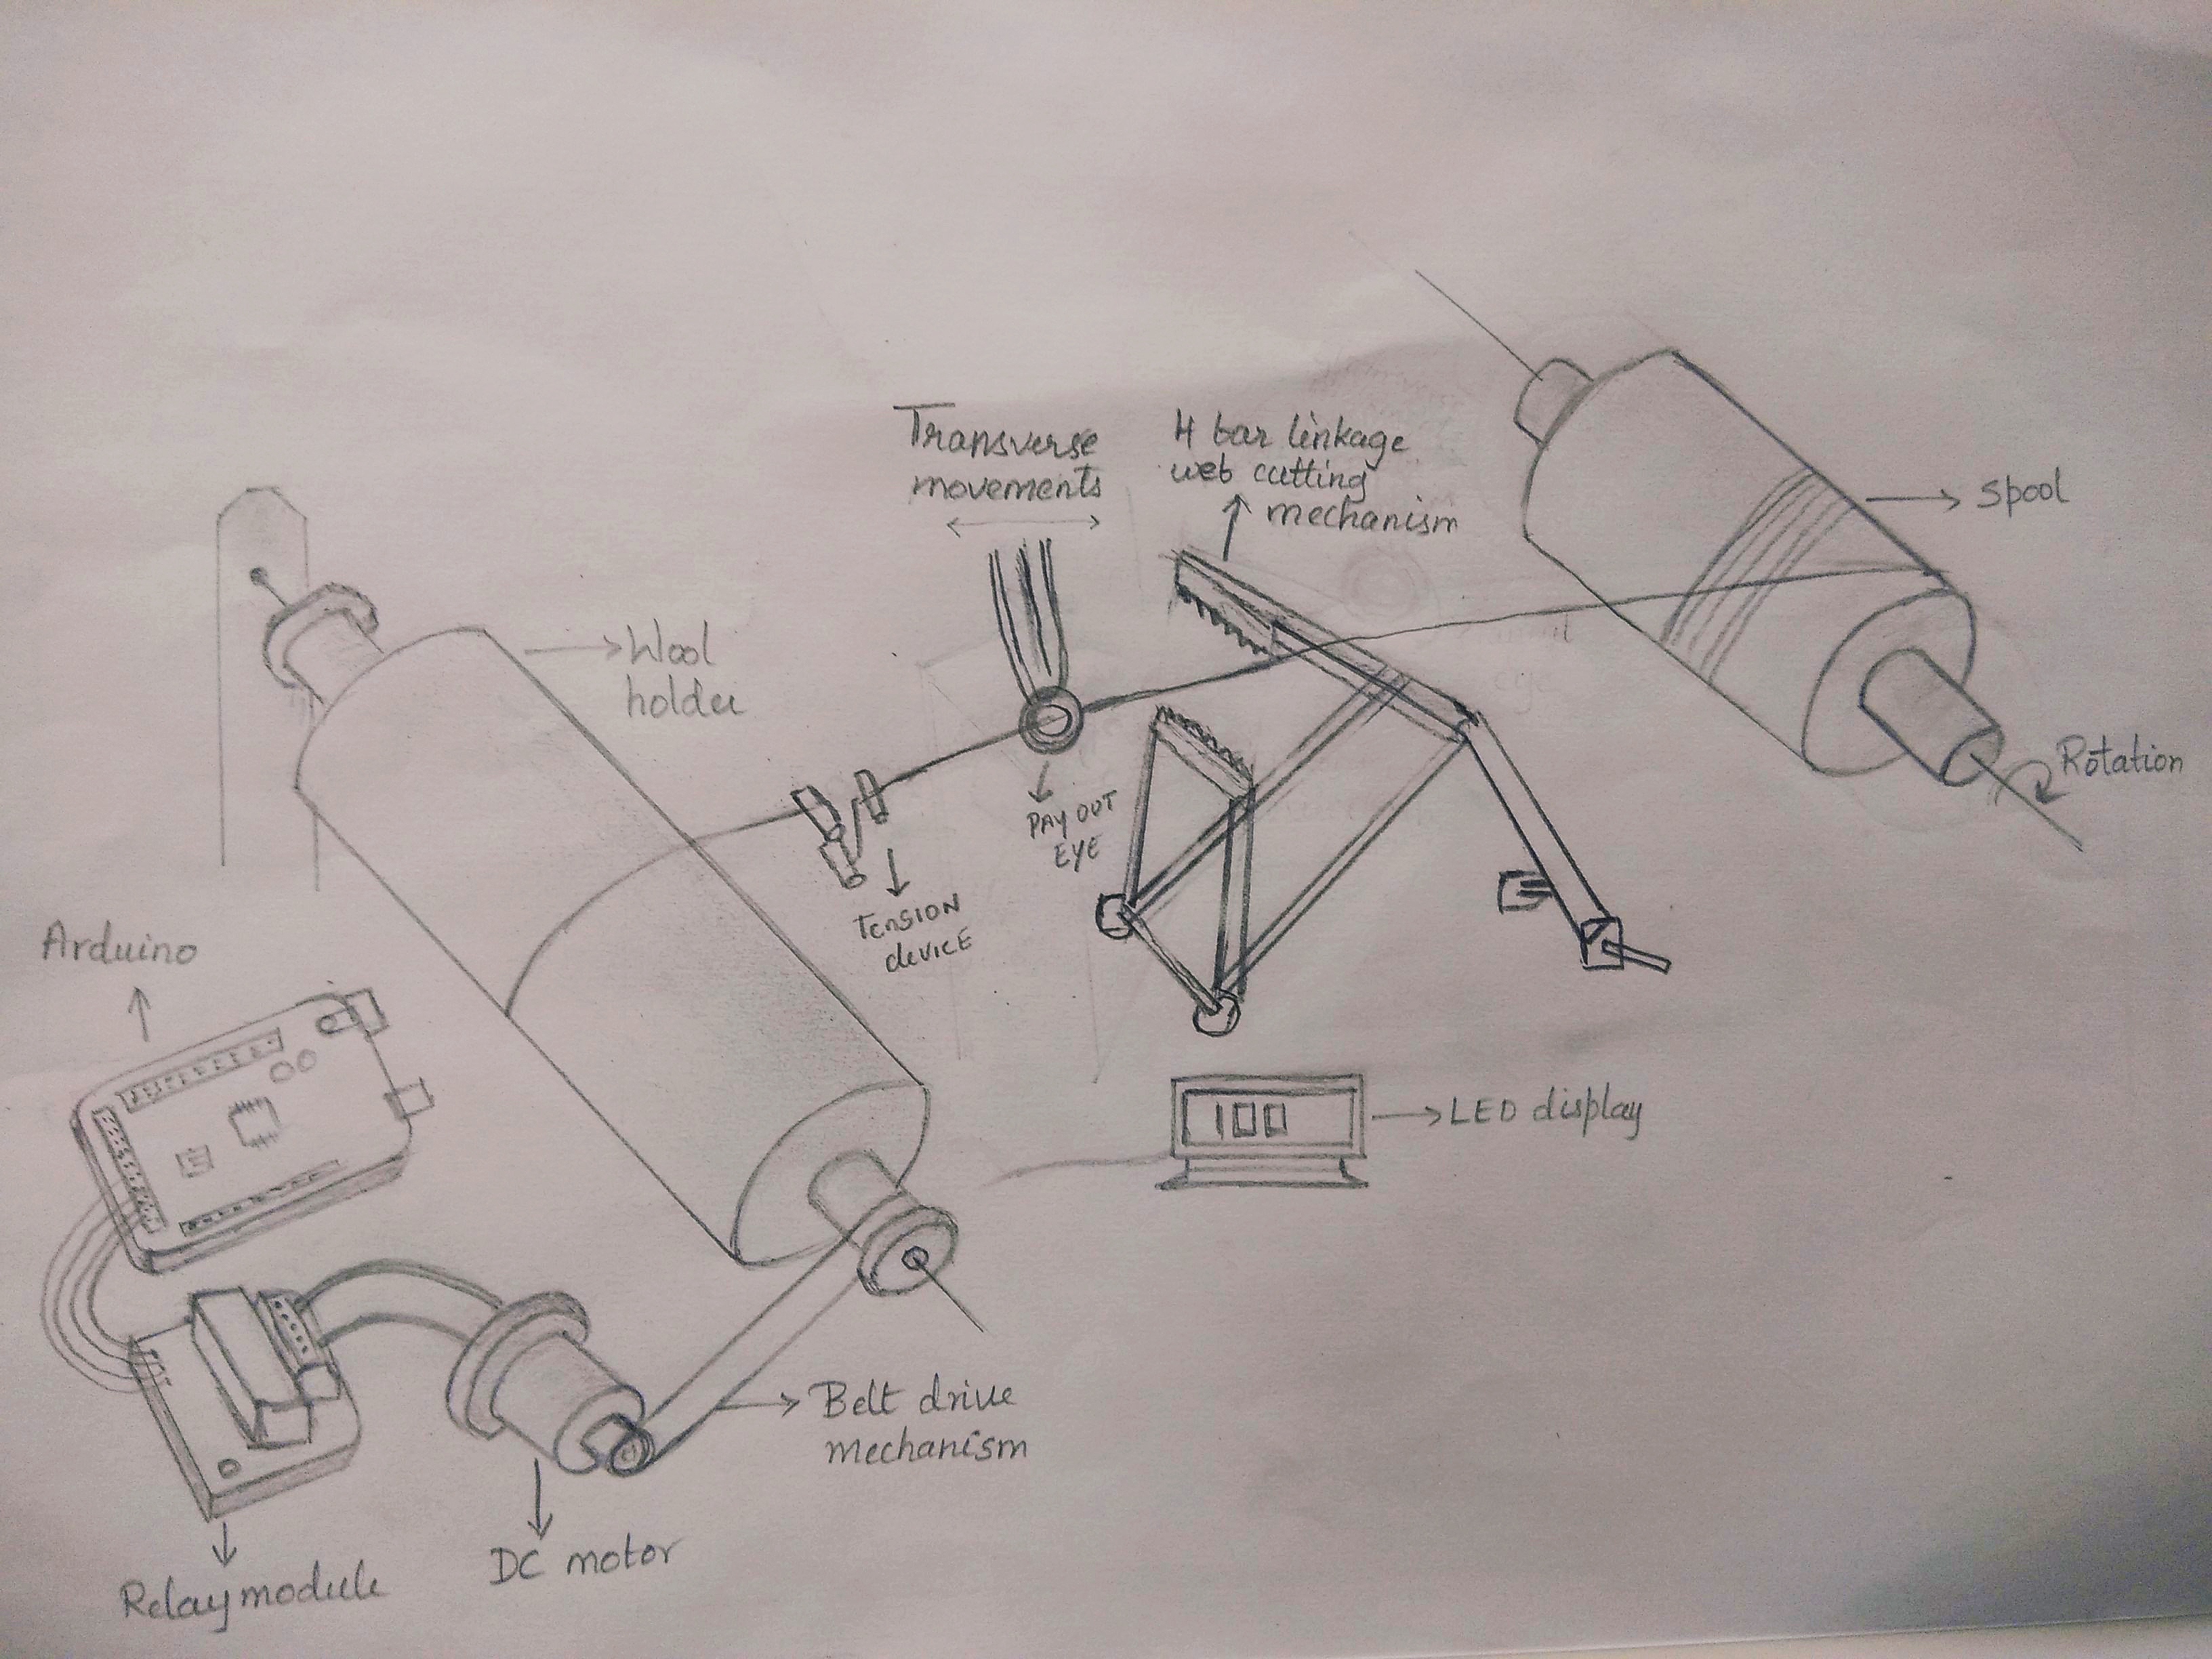 Transverse
movements
4 bar linkage
web cutting
mechanism
Spool
Wool
holder
Rotation
PAY OUT
EYE
Tension
device
Arduino
100
LED display
Belt drive
mechanism
DC motor
Relay module